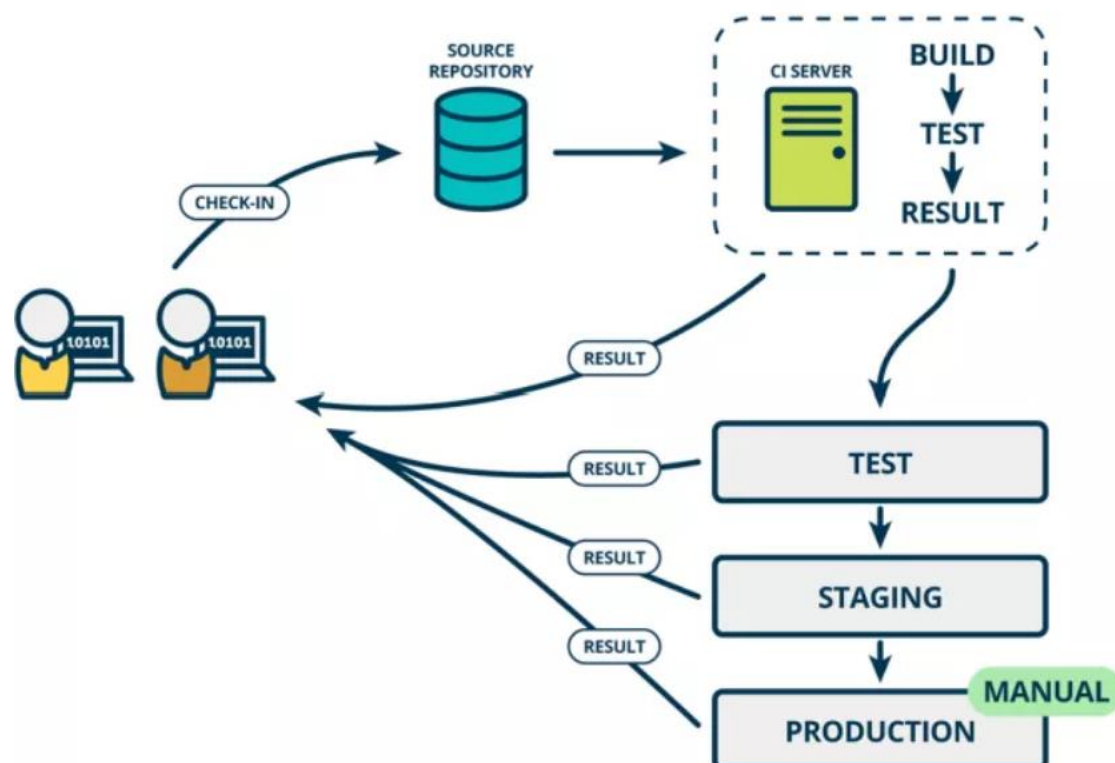 SOURCE
REPOSITORY
CI SERVER
BUILD
TEST
RESULT
CHECK-IN
10101
10101
RESULT
TEST
RESULT
STAGING
RESULT
PRODUCTION
MANUAL
RESULT